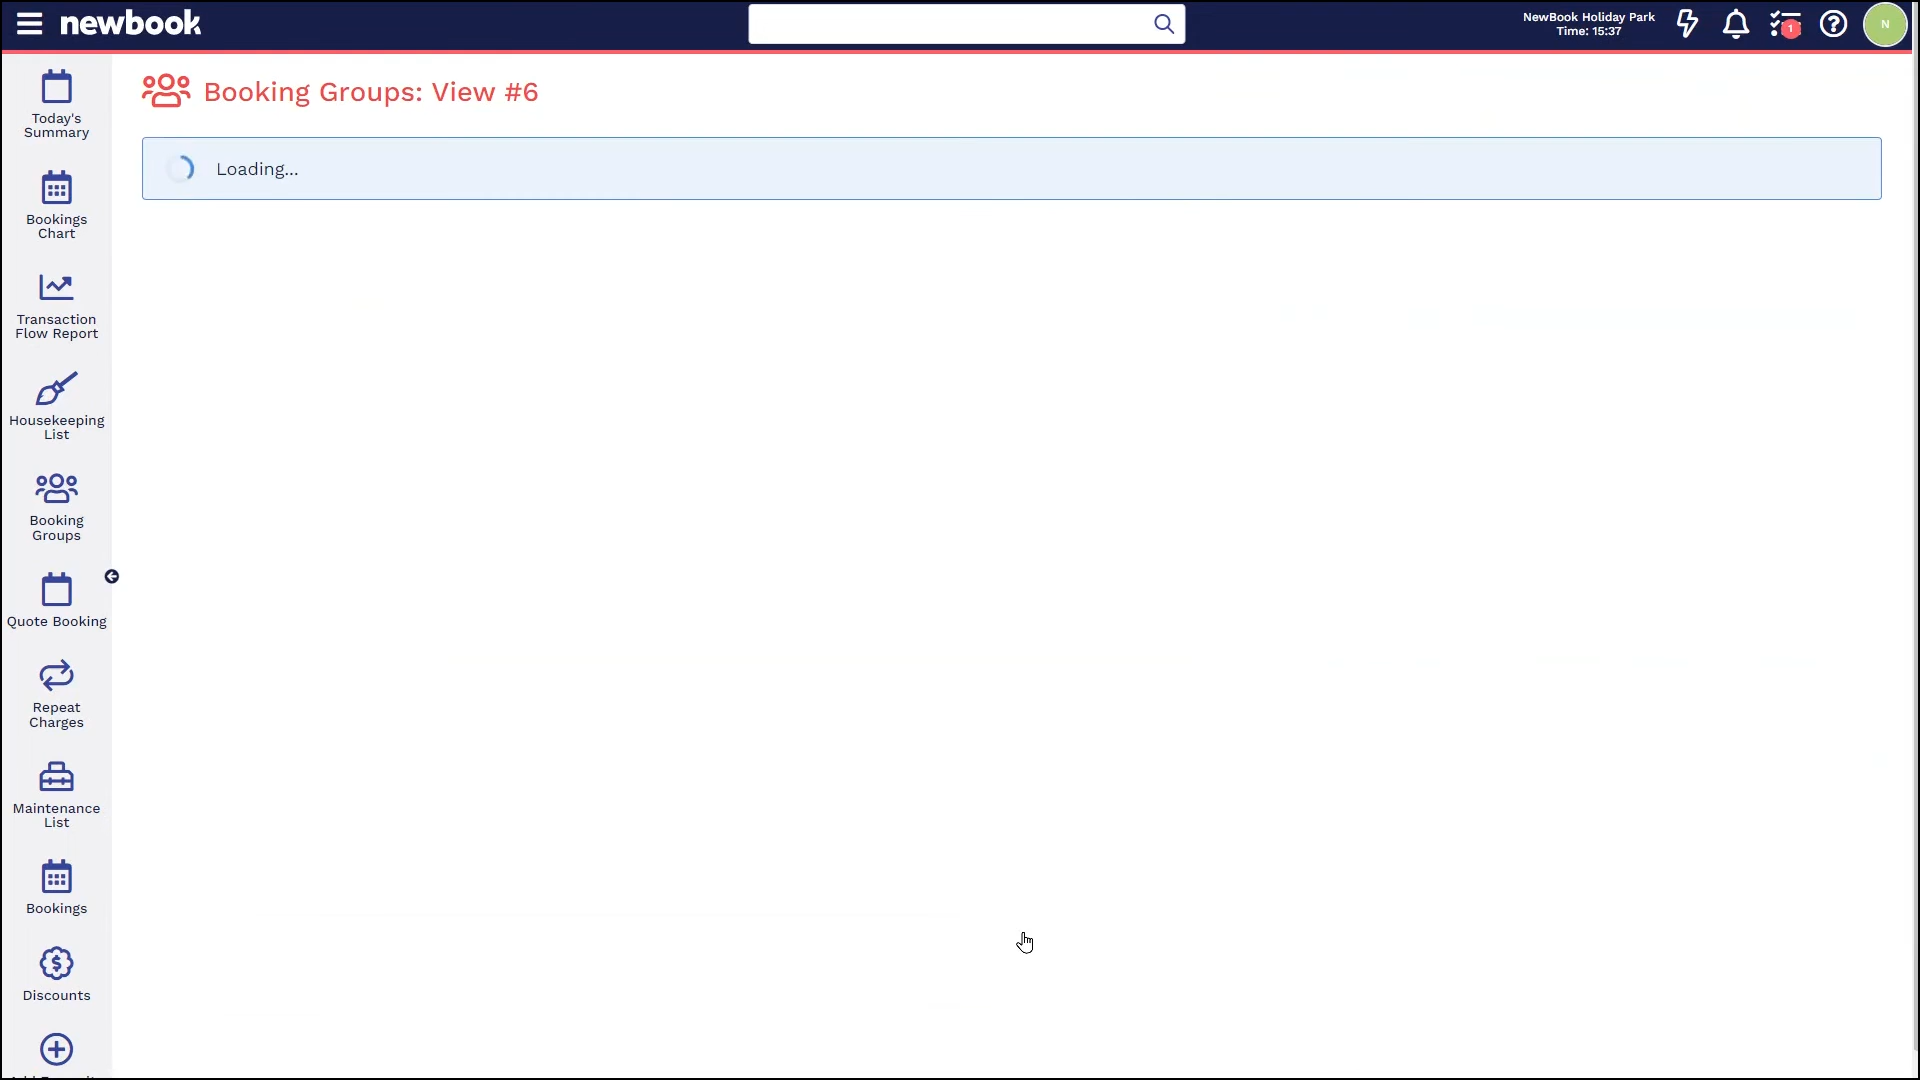 newbook
NewBook Holiday Park
Time: 15:37
1
N
Booking Groups: View #6
Loading...
Today's
Summary
Bookings
Chart
Transaction
Flow Report
Housekeeping
List
Booking
Groups
Quote Booking
Repeat
Charges
Maintenance
List
Bookings
$
Discounts